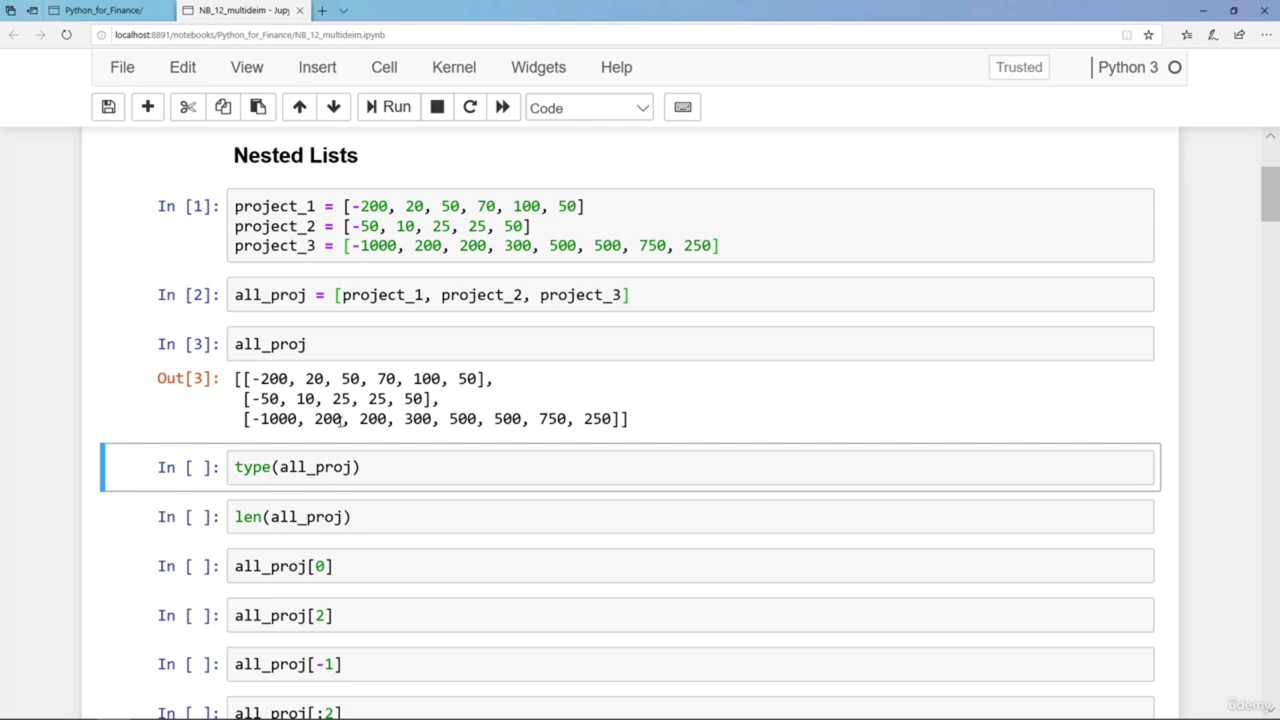 Python_for_Finance/
NB_12_multideim - Jupy
localhost:8891/notebooks/Python_for_Finance/NB_12_multideim.ipynb
File Edit View Insert Cell Kernel Widgets Help Trusted Python 3
Run Code
Nested Lists
In [1]: project_1 = [-200, 20, 50, 70, 100, 50]
project_2 = [-50, 10, 25, 25, 50]
project_3 = [-1000, 200, 200, 300, 500, 500, 750, 250]
In [2]: all_proj = [project_1, project_2, project_3]
In [3]: all_proj
Out[3]: [[-200, 20, 50, 70, 100, 50],
[-50, 10, 25, 25, 50],
[-1000, 200, 200, 300, 500, 500, 750, 250]]
In [ ]: type(all_proj)
In [ ]: len(all_proj)
In [ ]: all_proj[0]
In [ ]: all_proj[2]
In [ ]: all_proj[-1]
In [ ]: all_proj[:2]
ûdemy